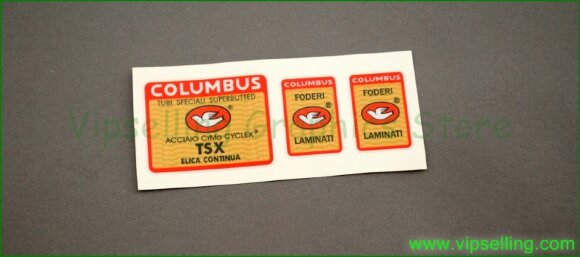 COLUMBUS
TUBI SPECIALI SUPERBUTTED
®
ACCIAIO CrMo CYCLEX®
TSX
ELICA CONTINUA
COLUMBUS
FODERI
®
LAMINATI
COLUMBUS
FODERI
®
LAMINATI
Vipselling Graphic Store
www.vipselling.com